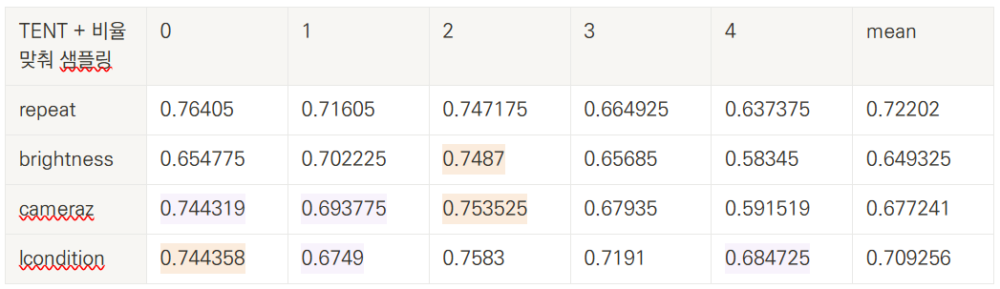 TENT + 비율 맞춰 샘플링 0 1 2 3 4 mean
repeat 0.76405 0.71605 0.747175 0.664925 0.637375 0.72202
brightness 0.654775 0.702225 0.7487 0.65685 0.58345 0.649325
cameraz 0.744319 0.693775 0.753525 0.67935 0.591519 0.677241
lcondition 0.744358 0.6749 0.7583 0.7191 0.684725 0.709256